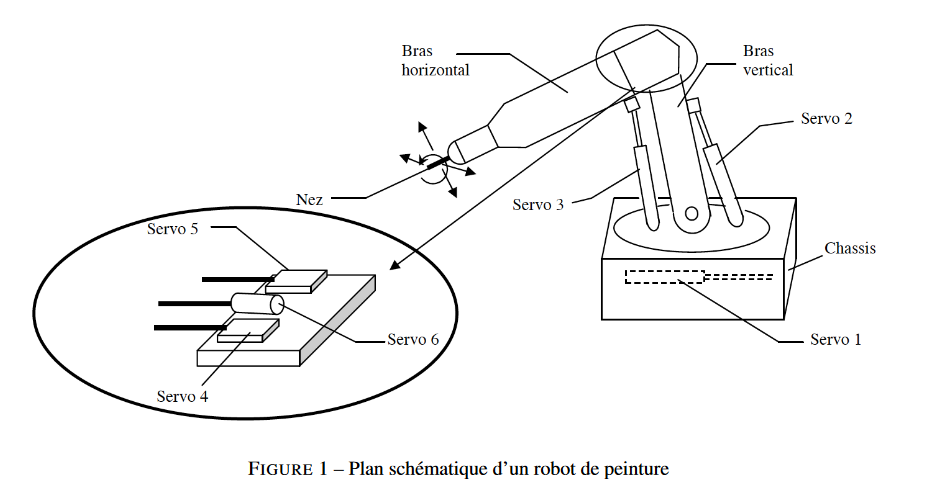 Bras
horizontal
Bras
vertical
Servo 2
Nez
Servo 3
Servo 5
Chassis
Servo 6
Servo 1
Servo 4
FIGURE 1 – Plan schématique d'un robot de peinture